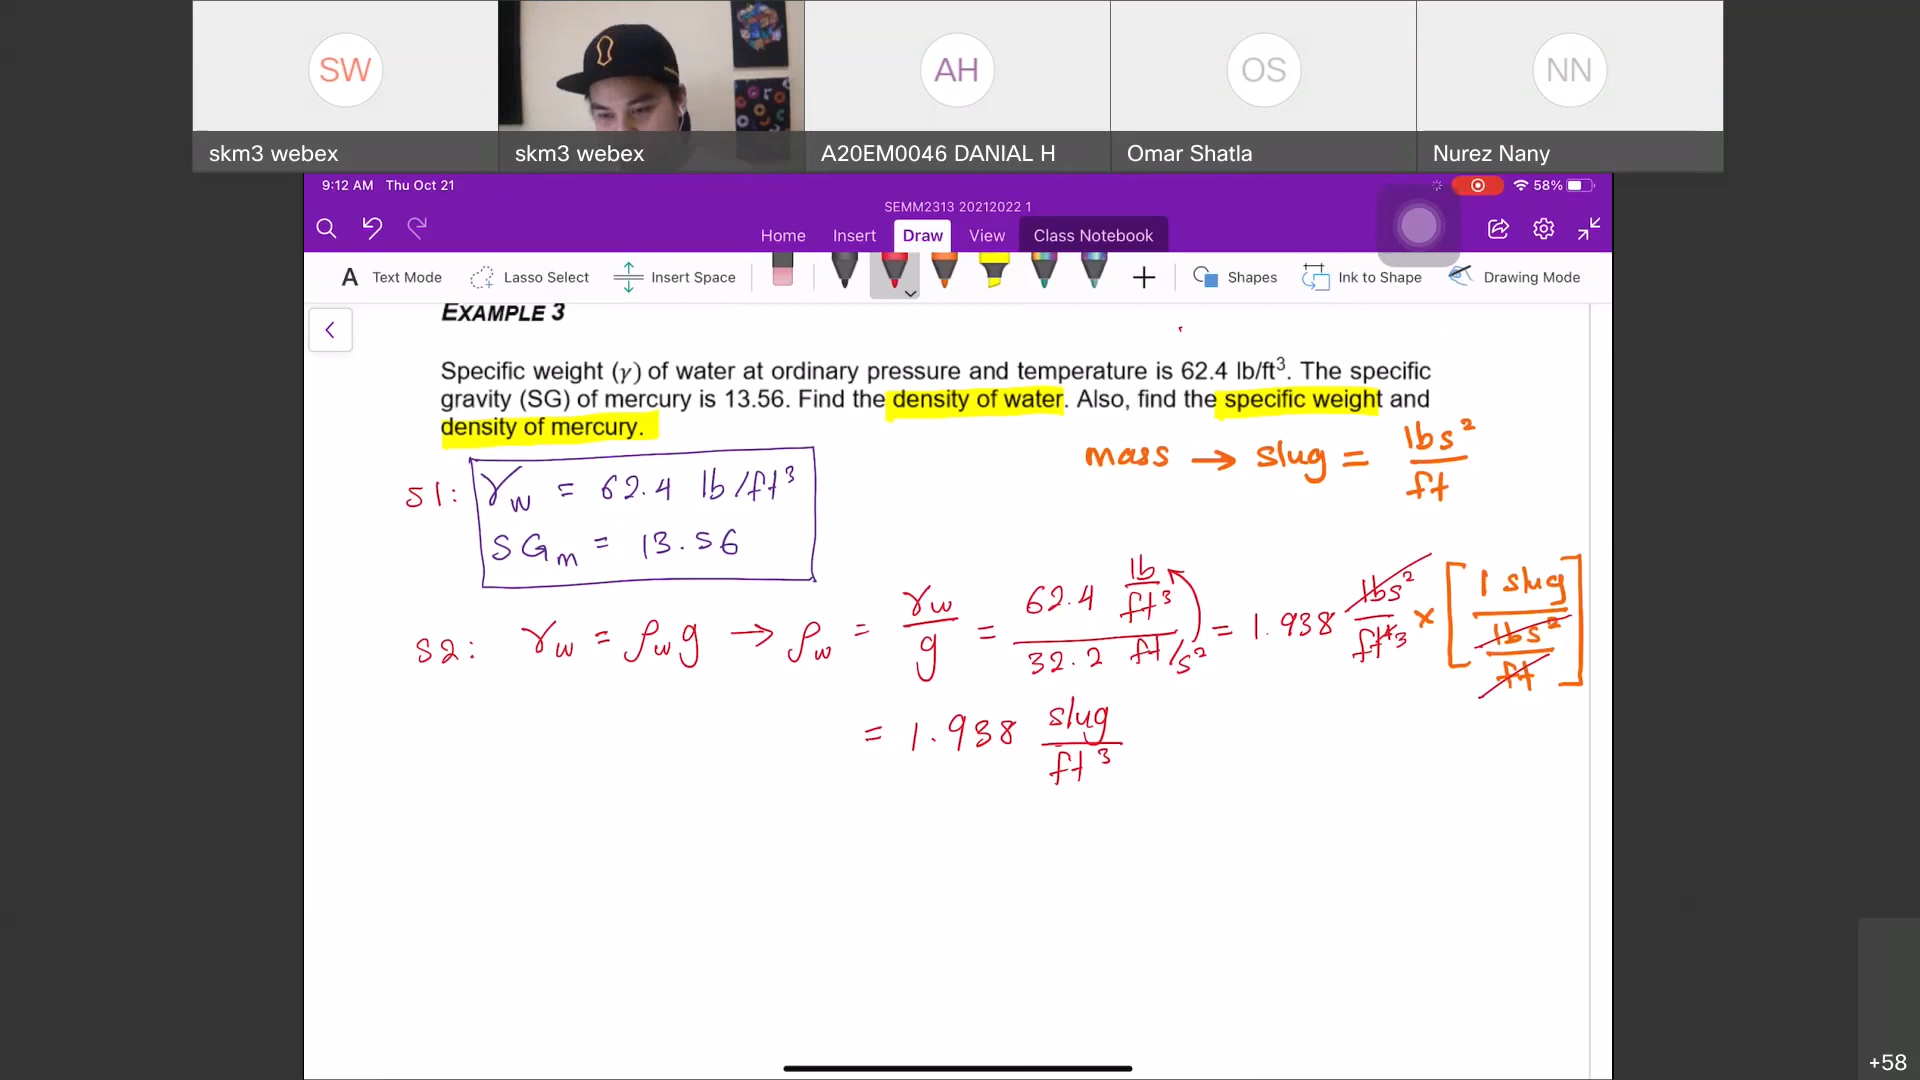 SW
AH
OS
NN
skm3 webex
skm3 webex
A20EM0046 DANIAL H
Omar Shatla
Nurez Nany
9:12 AM Thu Oct 21
58%
SEMM2313 20212022 1
Home Insert Draw View Class Notebook
Text Mode Lasso Select Insert Space Shapes Ink to Shape Drawing Mode
EXAMPLE 3
Specific weight (γ) of water at ordinary pressure and temperature is 62.4 lb/ft³. The specific
gravity (SG) of mercury is 13.56. Find the density of water. Also, find the specific weight and
density of mercury.
mass → slug = lbs²/ft
S1: γw = 62.4 lb/ft³
SGm = 13.56
S2: γw = ρw g → ρw = γw/g = 62.4 lb/ft³ / 32.2 ft/s² = 1.938 lbs²/ft⁴3 × [1 slug / lbs²/ft]
= 1.938 slug/ft³
+58